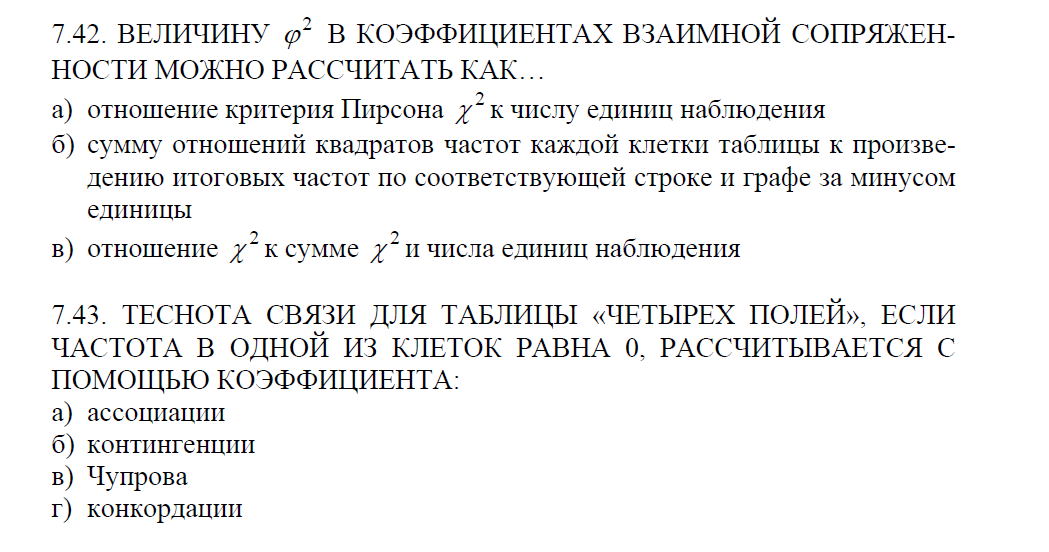 7.42. ВЕЛИЧИНУ φ² В КОЭФФИЦИЕНТАХ ВЗАИМНОЙ СОПРЯЖЕН-
НОСТИ МОЖНО РАССЧИТАТЬ КАК…
а) отношение критерия Пирсона χ² к числу единиц наблюдения
б) сумму отношений квадратов частот каждой клетки таблицы к произве-
дению итоговых частот по соответствующей строке и графе за минусом
единицы
в) отношение χ² к сумме χ² и числа единиц наблюдения
7.43. ТЕСНОТА СВЯЗИ ДЛЯ ТАБЛИЦЫ «ЧЕТЫРЕХ ПОЛЕЙ», ЕСЛИ
ЧАСТОТА В ОДНОЙ ИЗ КЛЕТОК РАВНА 0, РАССЧИТЫВАЕТСЯ С
ПОМОЩЬЮ КОЭФФИЦИЕНТА:
а) ассоциации
б) контингенции
в) Чупрова
г) конкордации